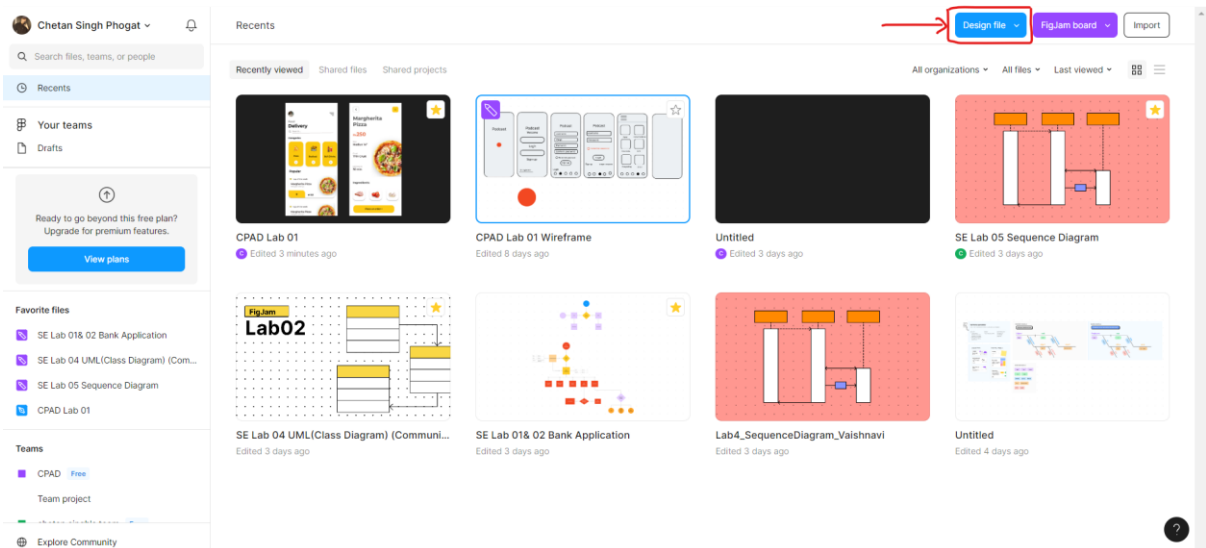 Chetan Singh Phogat
Search files, teams, or people
Recents
Your teams
Drafts
Ready to go beyond this free plan?
Upgrade for premium features.
View plans
Favorite files
SE Lab 01& 02 Bank Application
SE Lab 04 UML(Class Diagram) (Com...
SE Lab 05 Sequence Diagram
CPAD Lab 01
Teams
CPAD Free
Team project
Explore Community
Recents
Design file
FigJam board
Import
Recently viewed
Shared files
Shared projects
All organizations
All files
Last viewed
Delivery
Margherita
Pizza
CPAD Lab 01
C Edited 3 minutes ago
Podcast
Podcast
Podcast
Podcast
CPAD Lab 01 Wireframe
Edited 8 days ago
Untitled
C Edited 3 days ago
SE Lab 05 Sequence Diagram
C Edited 3 days ago
FigJam
Lab02
SE Lab 04 UML(Class Diagram) (Communi...
Edited 3 days ago
SE Lab 01& 02 Bank Application
Edited 3 days ago
Lab4_SequenceDiagram_Vaishnavi
Edited 3 days ago
Untitled
Edited 4 days ago
?